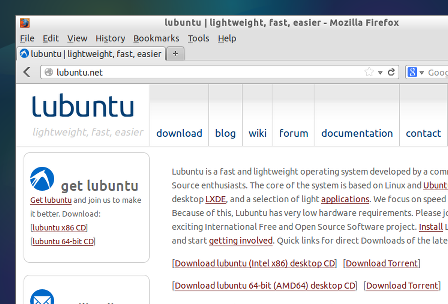 lubuntu | lightweight, fast, easier - Mozilla Firefox
File Edit View History Bookmarks Tools Help
lubuntu | lightweight, fast, easier
lubuntu.net
Goog
lubuntu
lightweight, fast, easier
download blog wiki forum documentation contact
get lubuntu
Get lubuntu and join us to make
it better. Download:
[lubuntu x86 CD]
[lubuntu 64-bit CD]
Lubuntu is a fast and lightweight operating system developed by a com
Source enthusiasts. The core of the system is based on Linux and Ubunt
desktop LXDE, and a selection of light applications. We focus on speed
Because of this, Lubuntu has very low hardware requirements. Please jo
exciting International Free and Open Source Software project. Install L
and start getting involved. Quick links for direct Downloads of the late
[Download lubuntu (Intel x86) desktop CD] [Download Torrent]
[Download lubuntu 64-bit (AMD64) desktop CD] [Download Torrent]